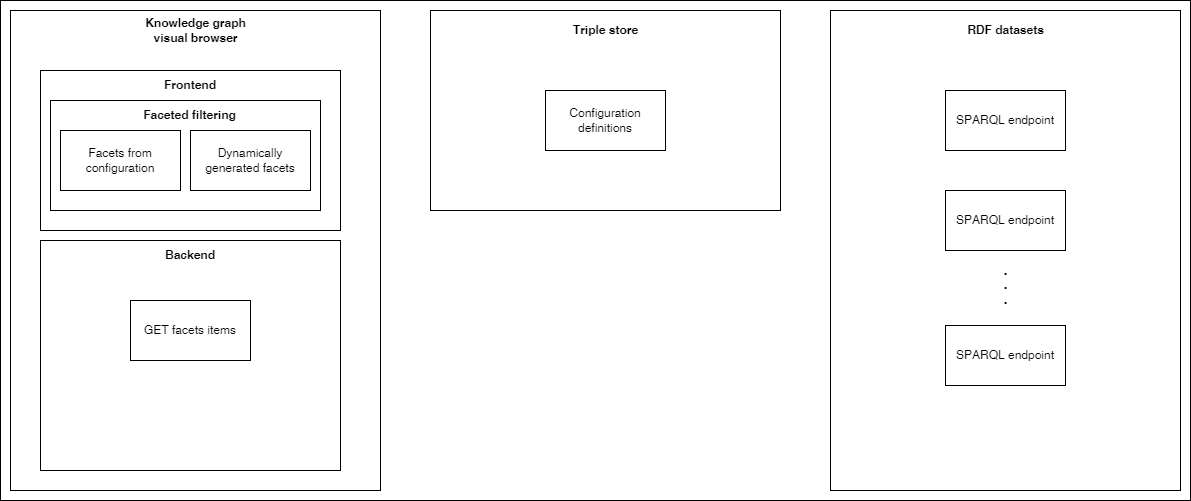 Knowledge graph
visual browser
Frontend
Faceted filtering
Facets from
configuration
Dynamically
generated facets
Backend
GET facets items
Triple store
Configuration
definitions
RDF datasets
SPARQL endpoint
SPARQL endpoint
.
.
.
SPARQL endpoint